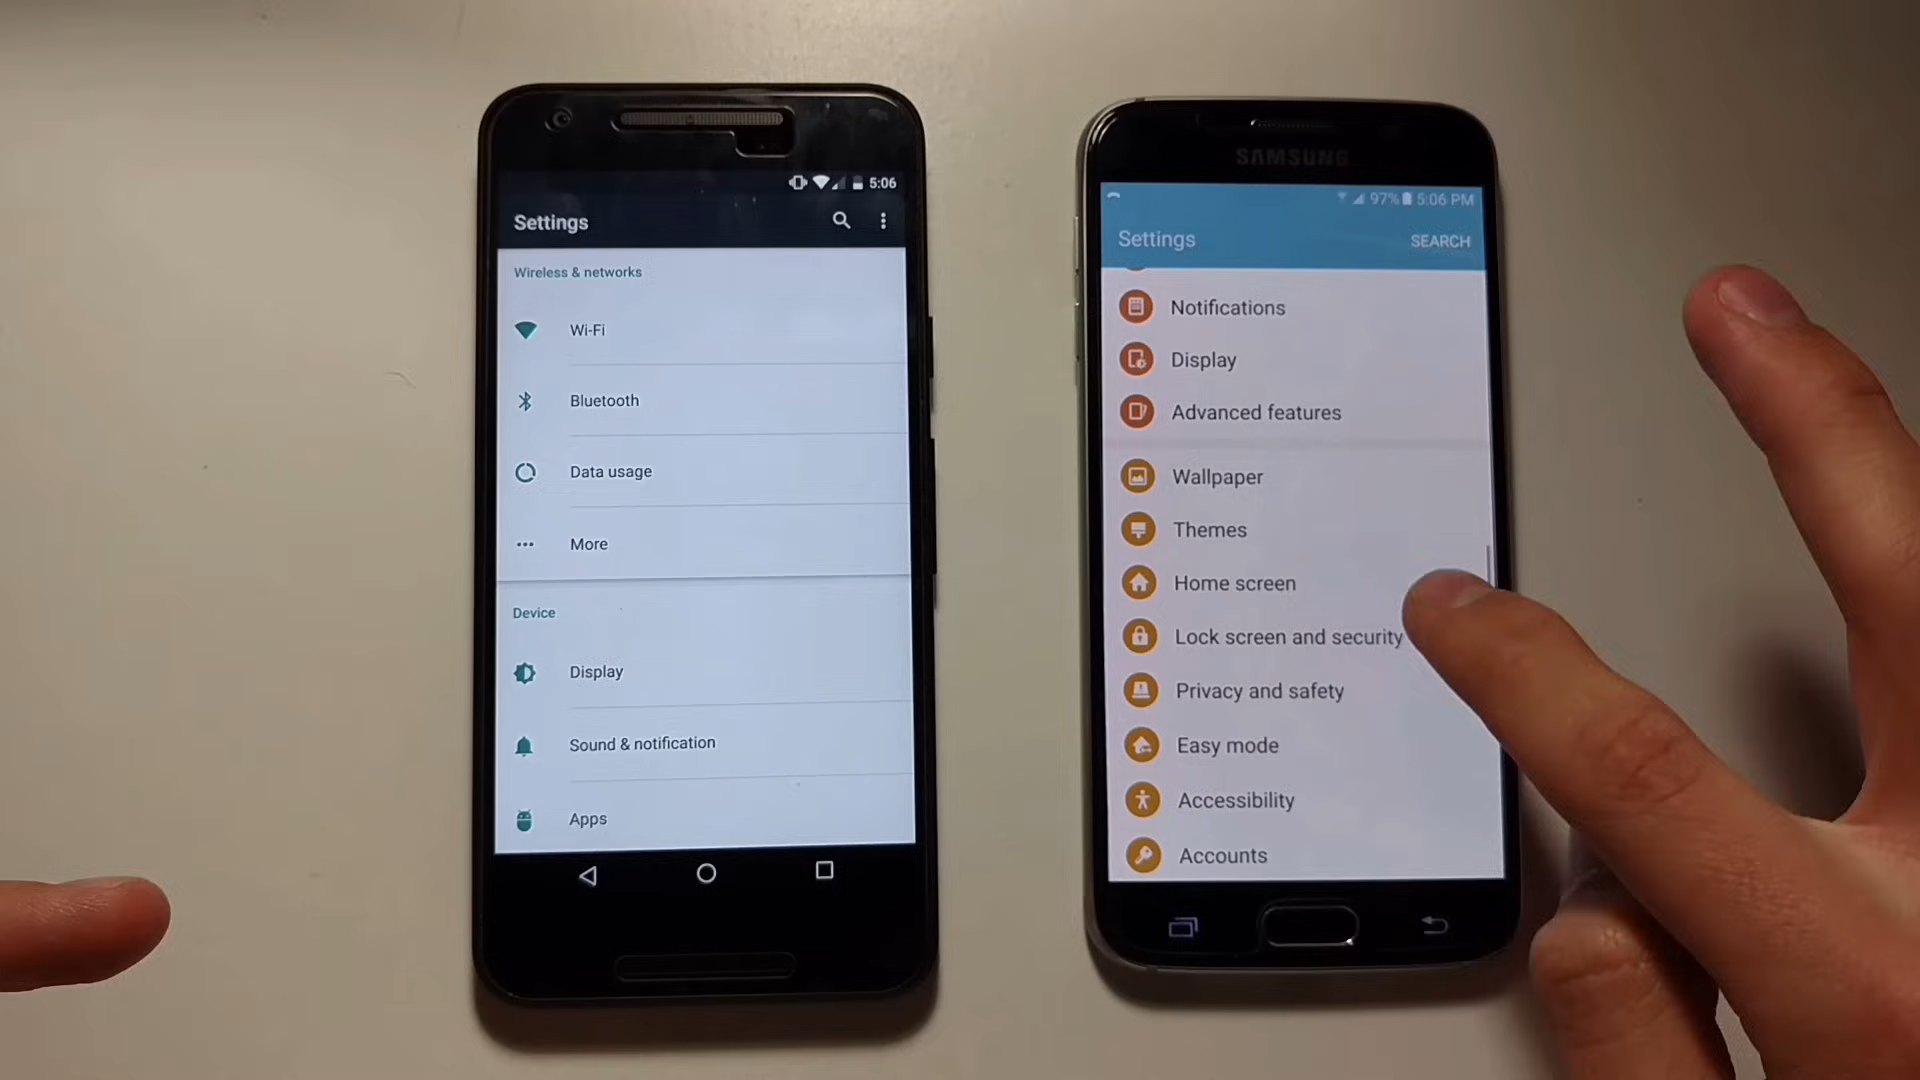 5:06
Settings
Wireless & networks
Wi-Fi
Bluetooth
Data usage
More
Device
Display
Sound & notification
Apps
SAMSUNG
97% 5:06 PM
Settings
SEARCH
Notifications
Display
Advanced features
Wallpaper
Themes
Home screen
Lock screen and security
Privacy and safety
Easy mode
Accessibility
Accounts